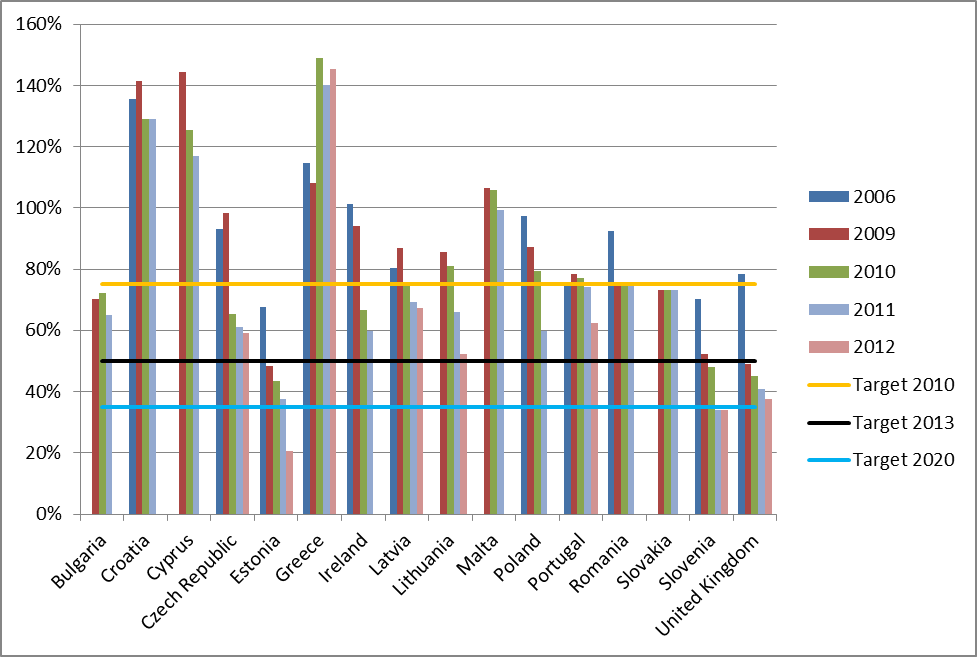 160%
140%
120%
100%
80%
60%
40%
20%
0%
Bulgaria
Croatia
Cyprus
Czech Republic
Estonia
Greece
Ireland
Latvia
Lithuania
Malta
Poland
Portugal
Romania
Slovakia
Slovenia
United Kingdom
2006
2009
2010
2011
2012
Target 2010
Target 2013
Target 2020